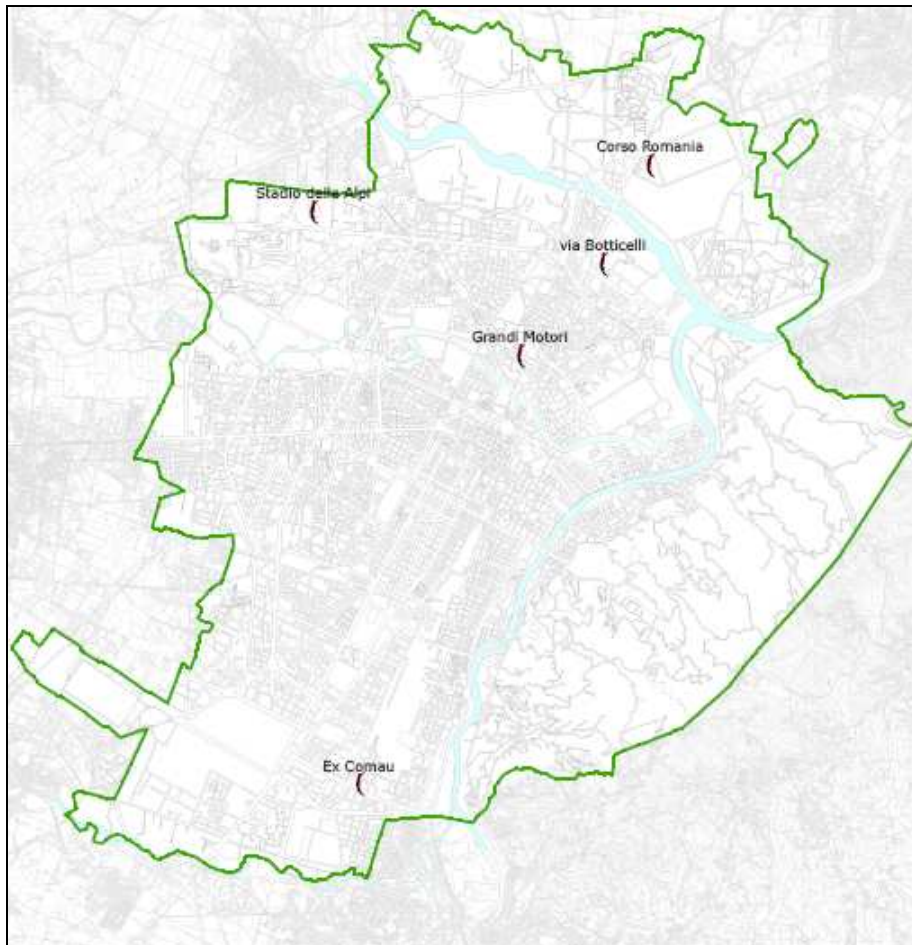 Corso Romania
Stadio delle Alpi
via Botticelli
Grandi Motori
Ex Comau